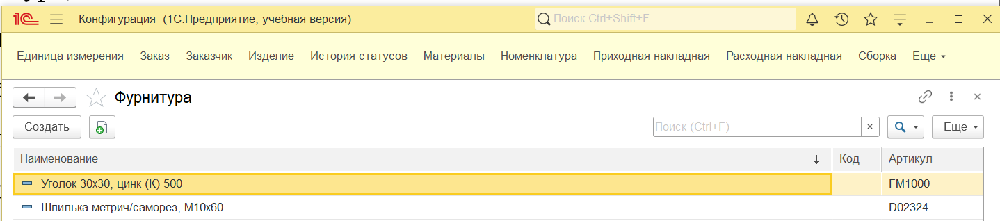 1С Конфигурация (1С:Предприятие, учебная версия) Поиск Ctrl+Shift+F
Единица измерения Заказ Заказчик Изделие История статусов Материалы Номенклатура Приходная накладная Расходная накладная Сборка Еще
Фурнитура
Создать Поиск (Ctrl+F) × Еще
Наименование ↓ Код Артикул
Уголок 30x30, цинк (К) 500 FM1000
Шпилька метрич/саморез, М10x60 D02324